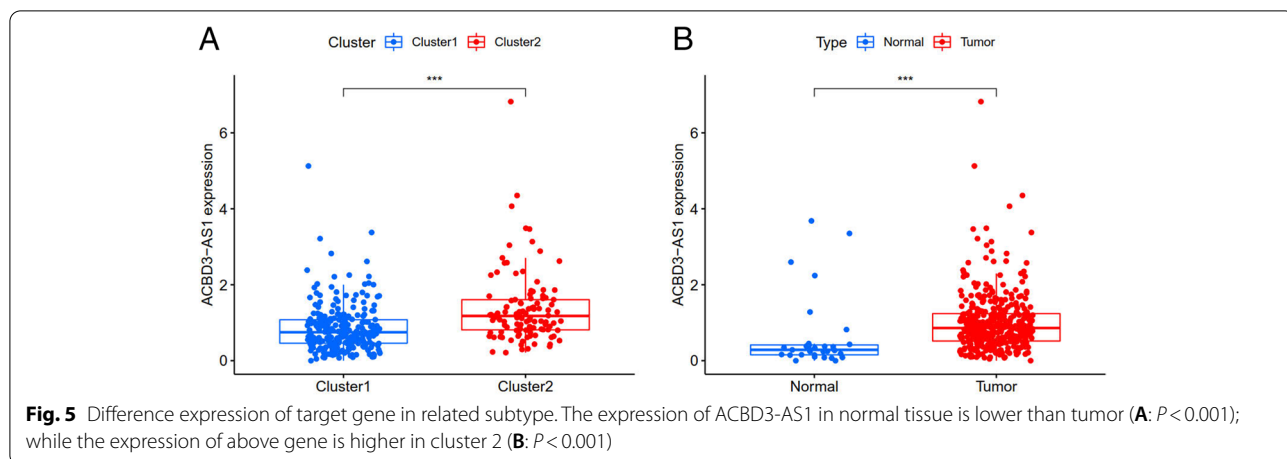 A
Cluster Cluster1 Cluster2
***
ACBD3-AS1 expression
6
4
2
0
Cluster1 Cluster2
B
Type Normal Tumor
***
ACBD3-AS1 expression
6
4
2
0
Normal Tumor
Fig. 5 Difference expression of target gene in related subtype. The expression of ACBD3-AS1 in normal tissue is lower than tumor (A: P < 0.001);
while the expression of above gene is higher in cluster 2 (B: P < 0.001)